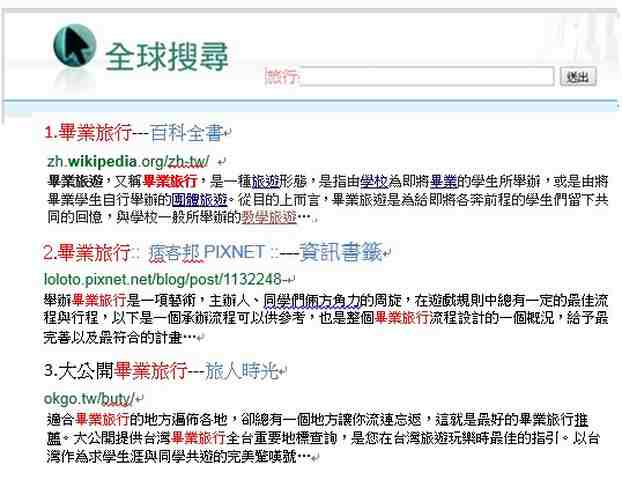 全球搜尋
旅行 送出
1.畢業旅行---百科全書
zh.wikipedia.org/zh-tw/
畢業旅遊，又稱畢業旅行，是一種旅遊形態，是指由學校為即將畢業的學生所舉辦，或是由將
畢業學生自行舉辦的團體旅遊。從目的上而言，畢業旅遊是為給即將各奔前程的學生們留下共
同的回憶，與學校一般所舉辦的教學旅遊…
2.畢業旅行:: 痞客邦 PIXNET ::---資訊書籤
loloto.pixnet.net/blog/post/1132248
舉辦畢業旅行是一項藝術，主辦人、同學們兩方角力的周旋，在遊戲規則中總有一定的最佳流
程與行程，以下是一個承辦流程可以供參考，也是整個畢業旅行流程設計的一個概況，給予最
完善以及最符合的計畫…
3.大公開畢業旅行---旅人時光
okgo.tw/buty/
適合畢業旅行的地方遍佈各地，卻總有一個地方讓你流連忘返，這就是最好的畢業旅行推
薦。大公開提供台灣畢業旅行全台重要地標查詢，是您在台灣旅遊玩樂時最佳的指引。以台
灣作為求學生涯與同學共遊的完美驚嘆號…